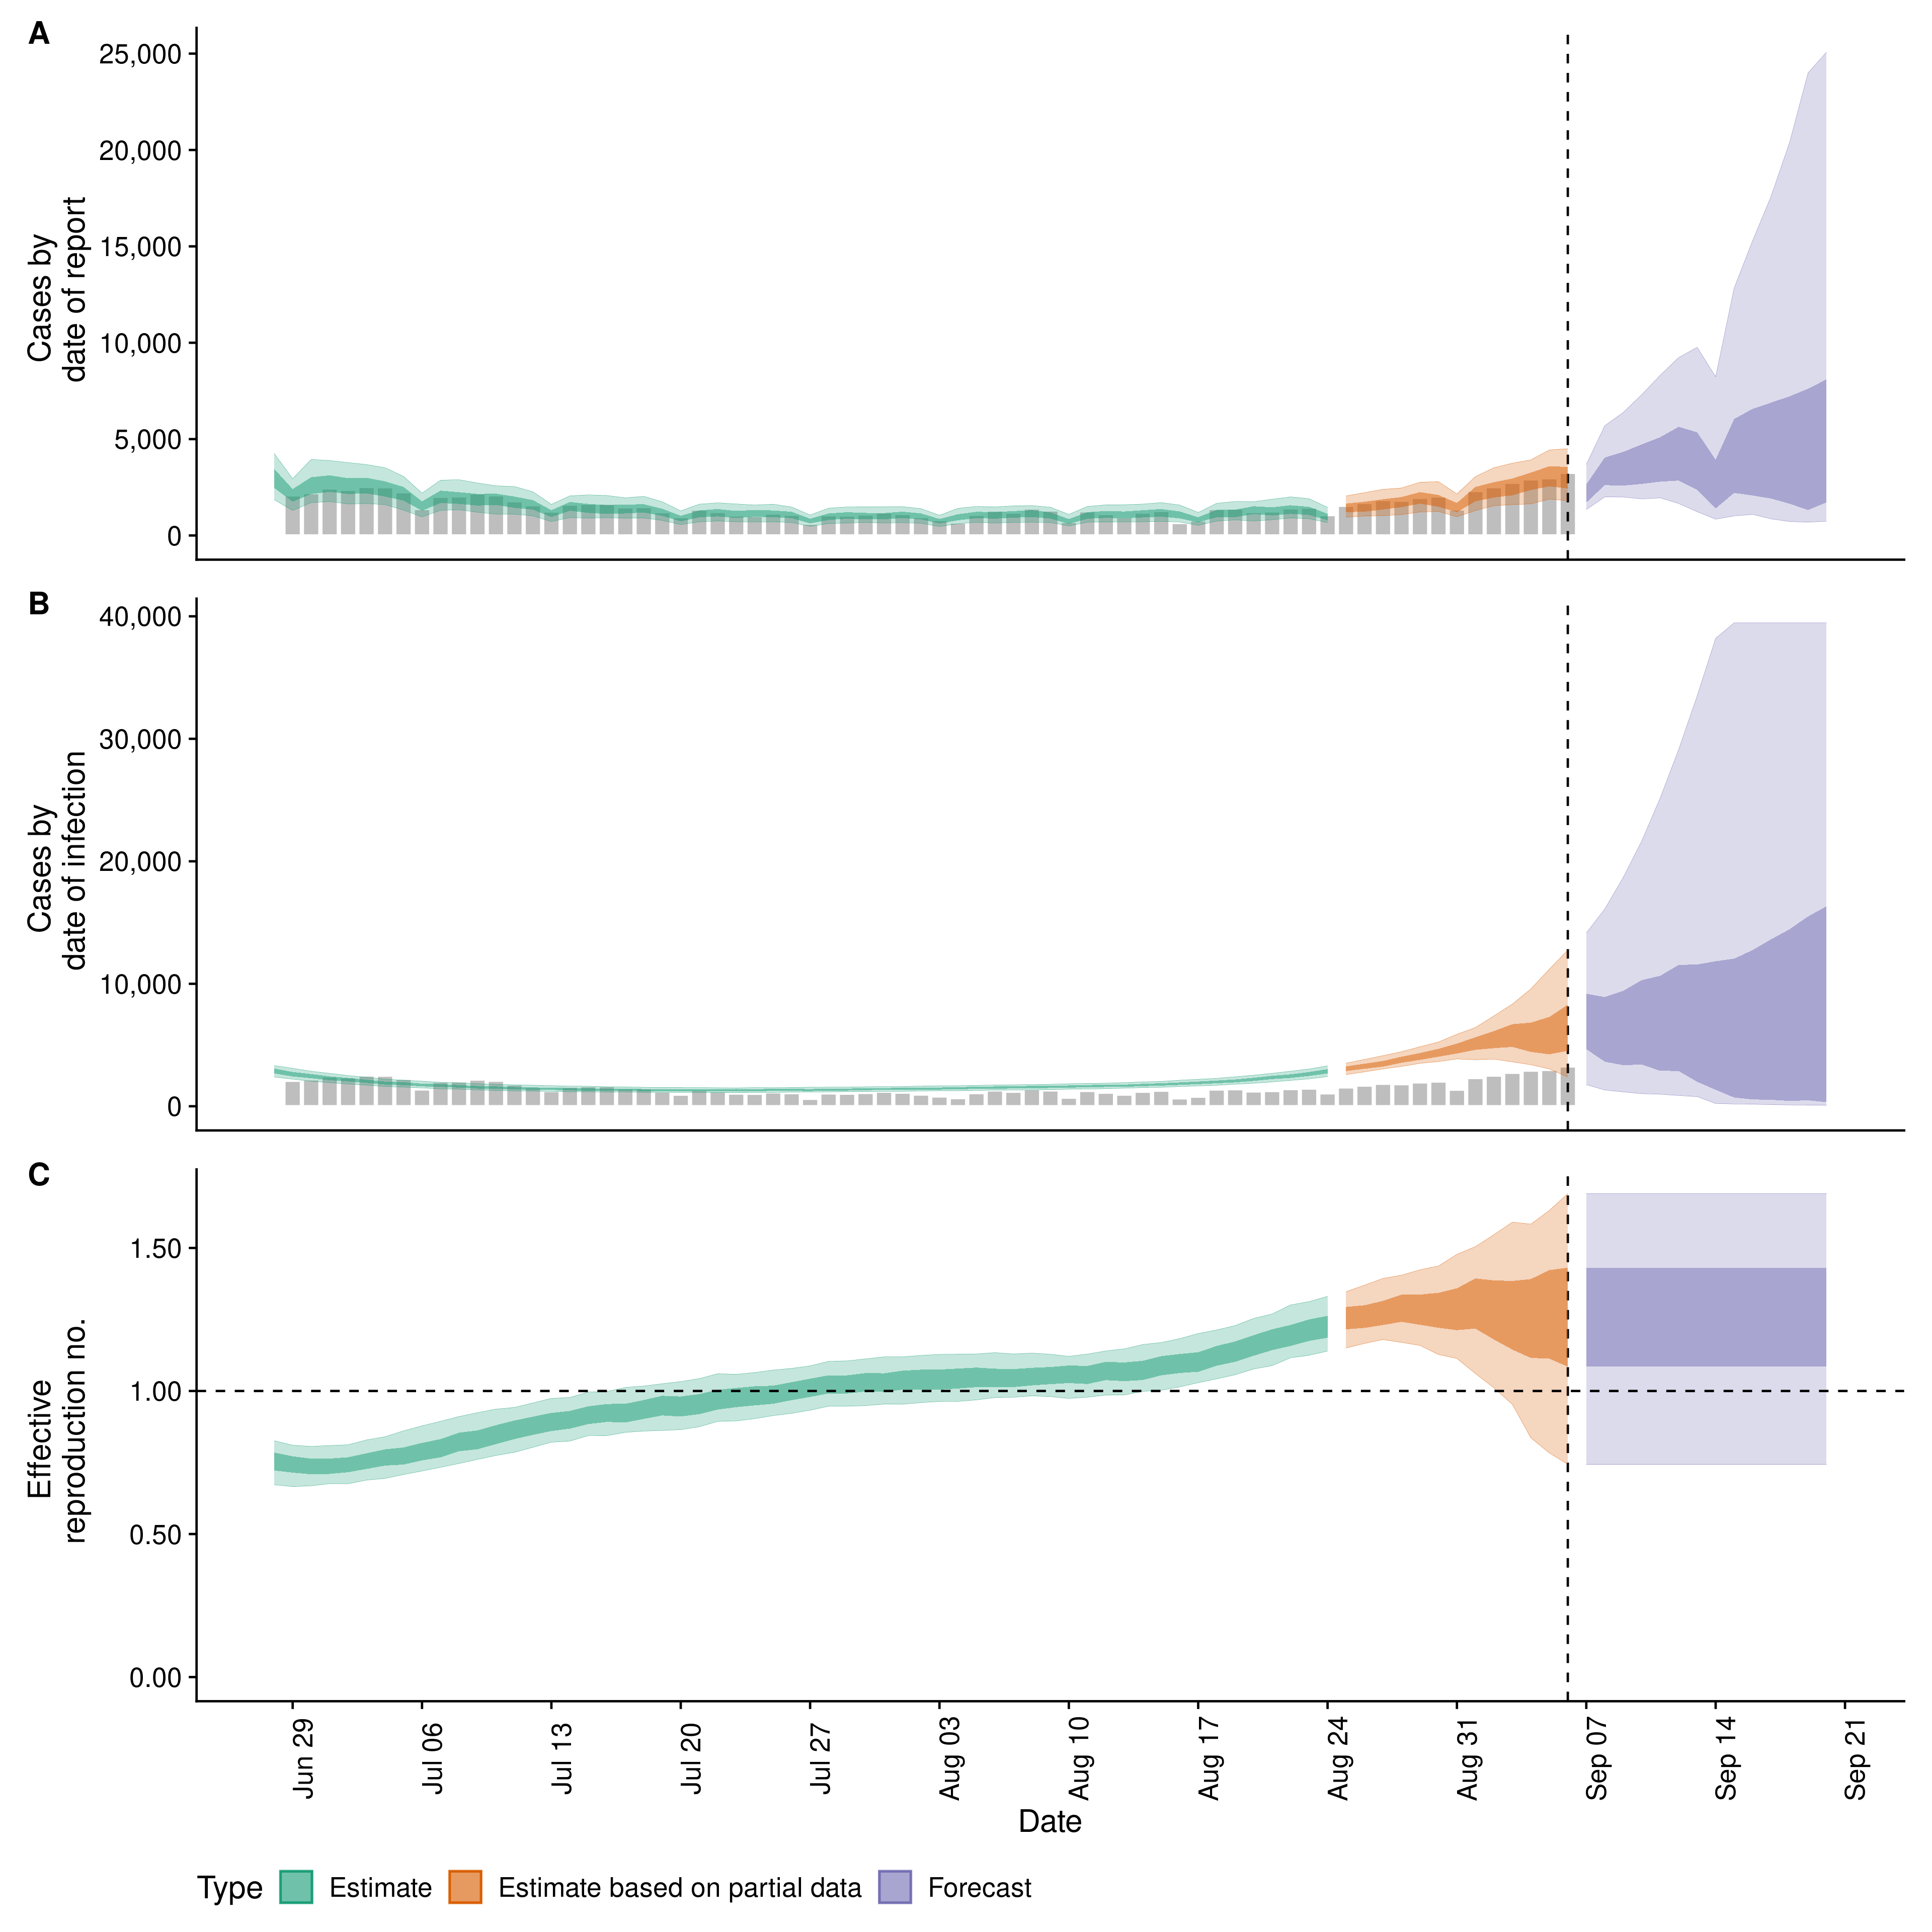 A
25,000
20,000
15,000
10,000
5,000
0
Cases by
date of report
B
40,000
30,000
20,000
10,000
0
Cases by
date of infection
C
1.50
1.00
0.50
0.00
Effective
reproduction no.
Jun 29
Jul 06
Jul 13
Jul 20
Jul 27
Aug 03
Aug 10
Aug 17
Aug 24
Aug 31
Sep 07
Sep 14
Sep 21
Date
Type Estimate Estimate based on partial data Forecast